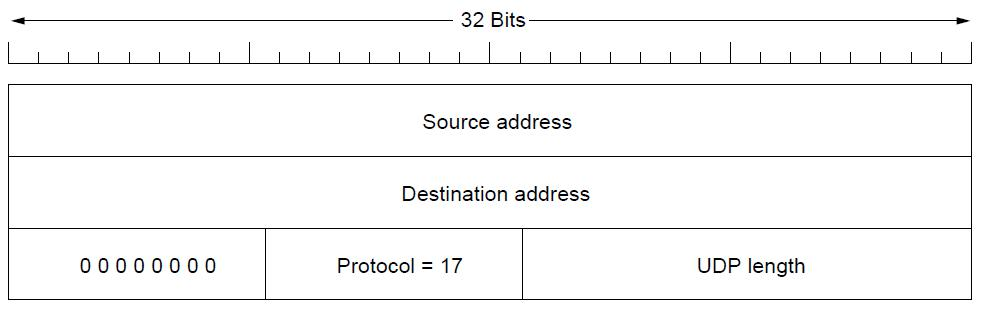 32 Bits
Source address
Destination address
0 0 0 0 0 0 0 0 Protocol = 17 UDP length